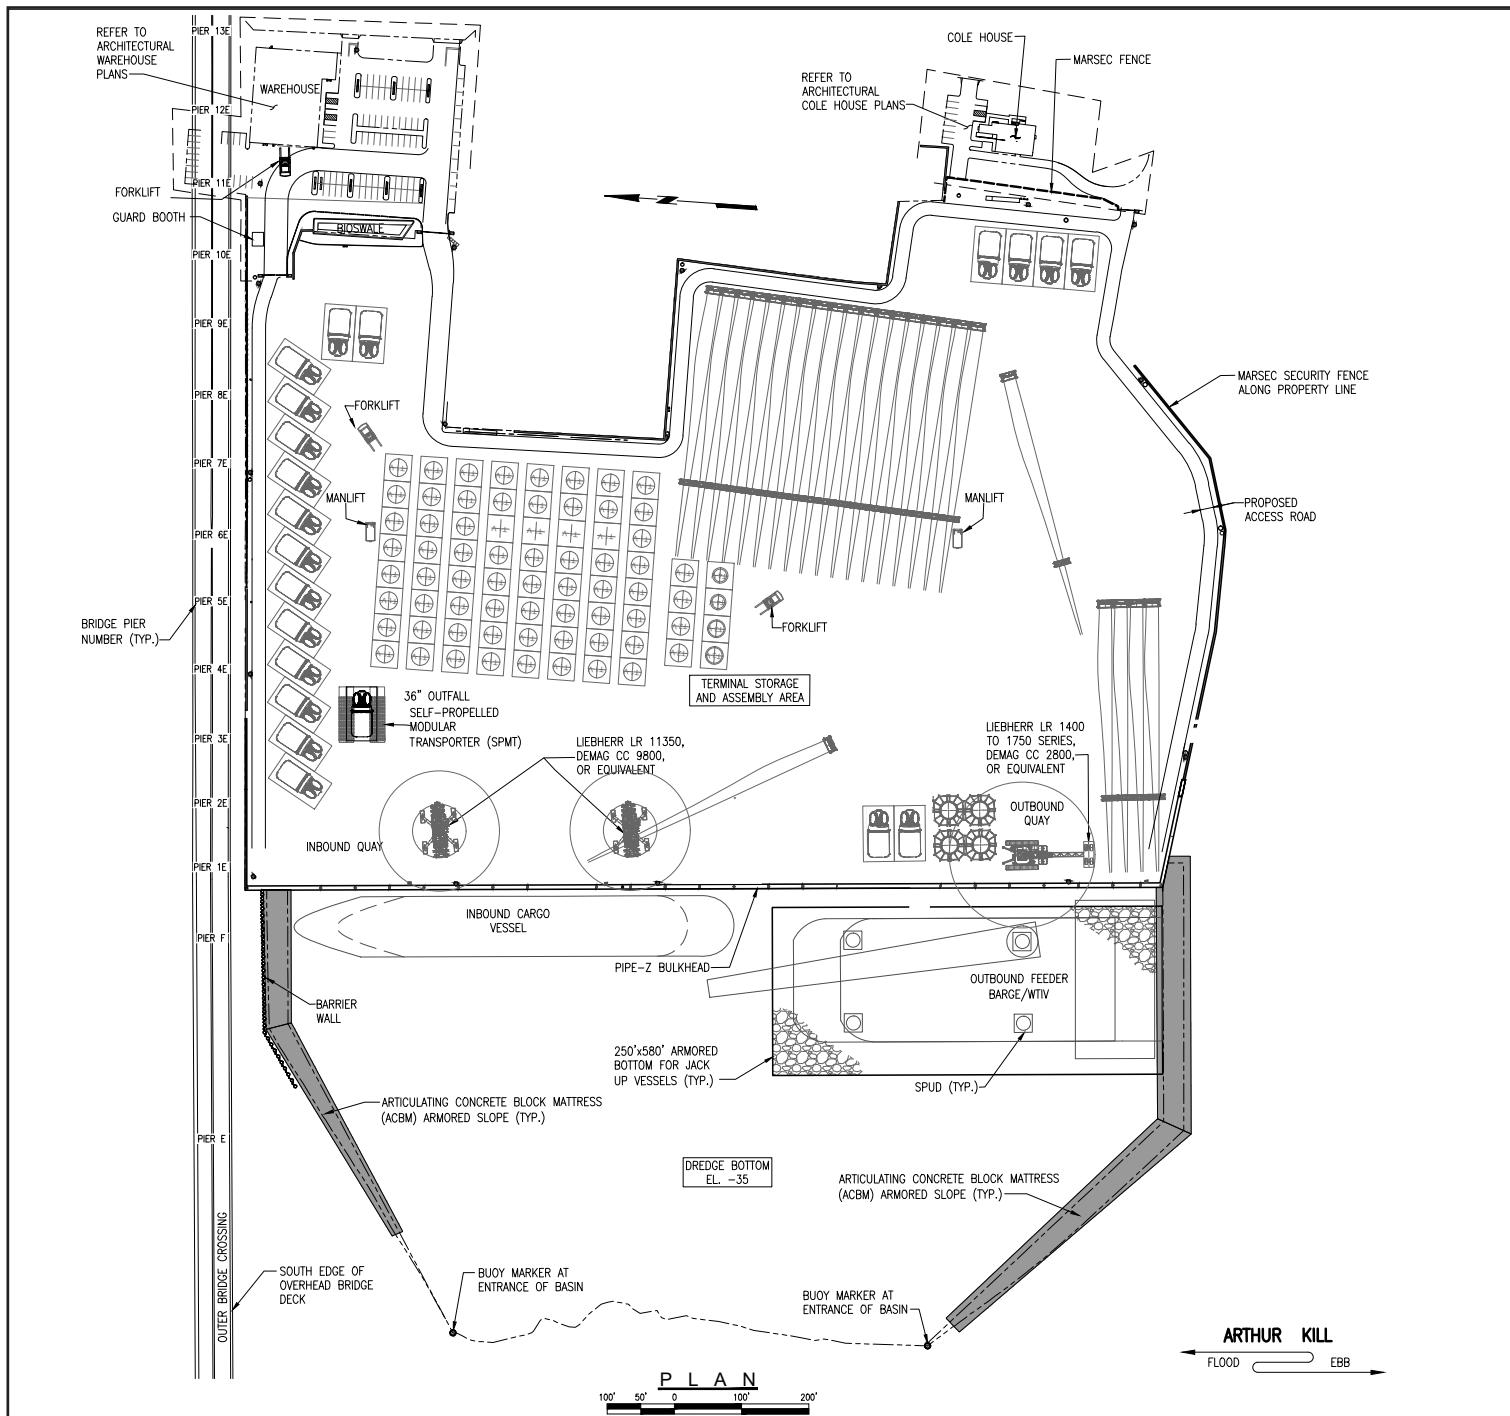 PIER 13E
REFER TO
ARCHITECTURAL
WAREHOUSE
PLANS
WAREHOUSE
PIER 12E
PIER 11E
FORKLIFT
GUARD BOOTH
BIOSWALE
PIER 10E
COLE HOUSE
MARSEC FENCE
REFER TO
ARCHITECTURAL
COLE HOUSE PLANS
PIER 9E
PIER 8E
FORKLIFT
MARSEC SECURITY FENCE
ALONG PROPERTY LINE
PIER 7E
MANLIFT
MANLIFT
PROPOSED
ACCESS ROAD
PIER 6E
PIER 5E
BRIDGE PIER
NUMBER (TYP.)
FORKLIFT
PIER 4E
TERMINAL STORAGE
AND ASSEMBLY AREA
36" OUTFALL
SELF-PROPELLED
MODULAR
TRANSPORTER (SPMT)
PIER 3E
LIEBHERR LR 11350,
DEMAG CC 9800,
OR EQUIVALENT
LIEBHERR LR 1400
TO 1750 SERIES,
DEMAG CC 2800,
OR EQUIVALENT
PIER 2E
OUTBOUND
QUAY
INBOUND QUAY
PIER 1E
INBOUND CARGO
VESSEL
PIER F
PIPE-Z BULKHEAD
OUTBOUND FEEDER
BARGE/WTIV
BARRIER
WALL
250'x580' ARMORED
BOTTOM FOR JACK
UP VESSELS (TYP.)
SPUD (TYP.)
ARTICULATING CONCRETE BLOCK MATTRESS
(ACBM) ARMORED SLOPE (TYP.)
PIER E
DREDGE BOTTOM
EL. -35
ARTICULATING CONCRETE BLOCK MATTRESS
(ACBM) ARMORED SLOPE (TYP.)
OUTER BRIDGE CROSSING
SOUTH EDGE OF
OVERHEAD BRIDGE
DECK
BUOY MARKER AT
ENTRANCE OF BASIN
BUOY MARKER AT
ENTRANCE OF BASIN
ARTHUR KILL
FLOOD EBB
PLAN
100' 50' 0 100' 200'